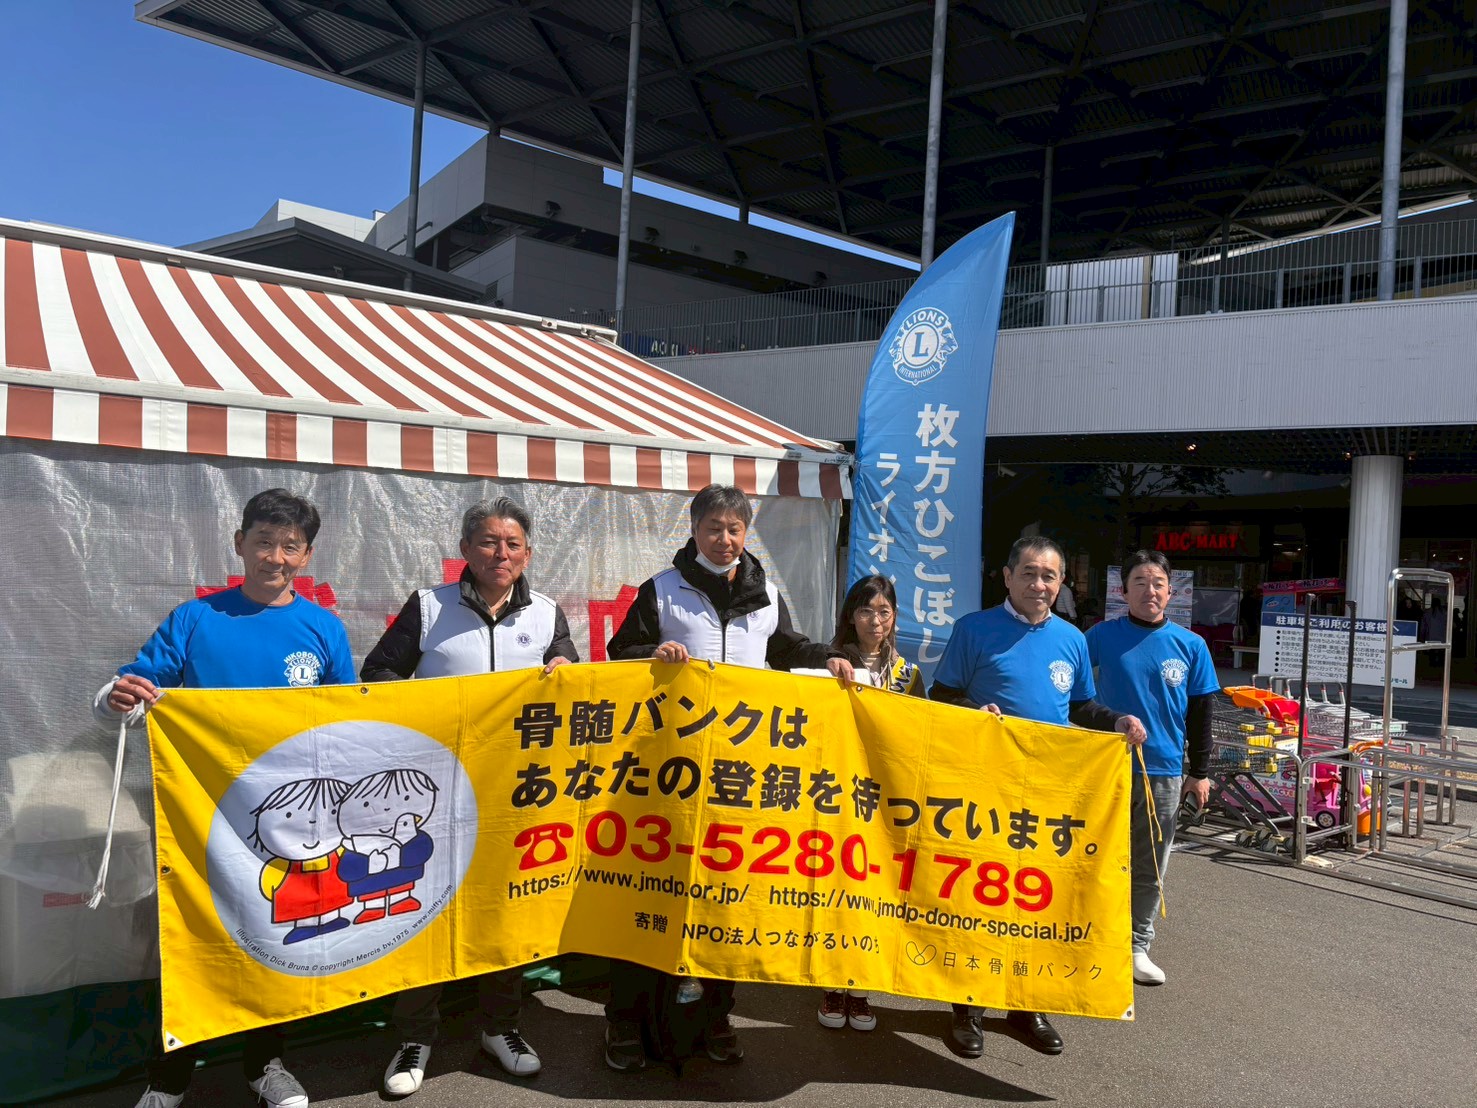 LIONS
L
INTERNATIONAL
枚方ひこぼし
ライオン
ABC-MART
駐車場ご利用のお客様
HIKOBOSHI
LIONS
L
骨髄バンクは
あなたの登録を待っています。
☎03-5280-1789
https://www.jmdp.or.jp/ https://www.jmdp-donor-special.jp/
寄贈 NPO法人つながるいのち
日本骨髄バンク
Illustration Dick Bruna © copyright Mercis bv,1975 www.miffy.com